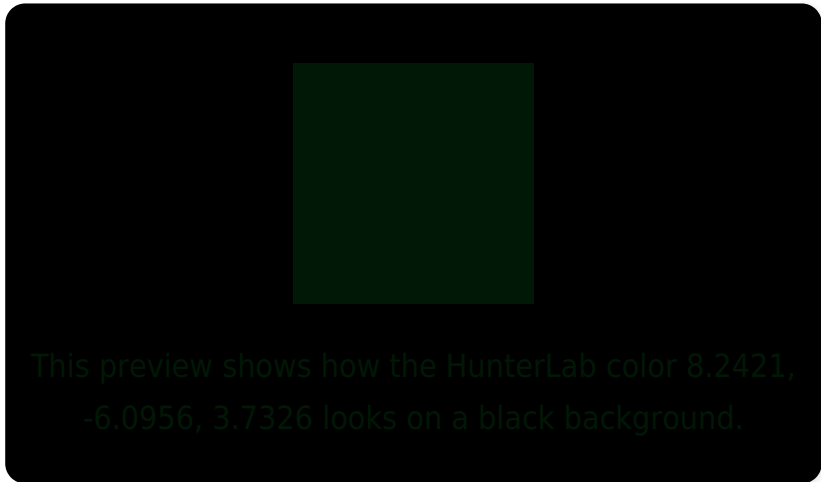 This preview shows how the HunterLab color 8.2421,
-6.0956, 3.7326 looks on a black background.